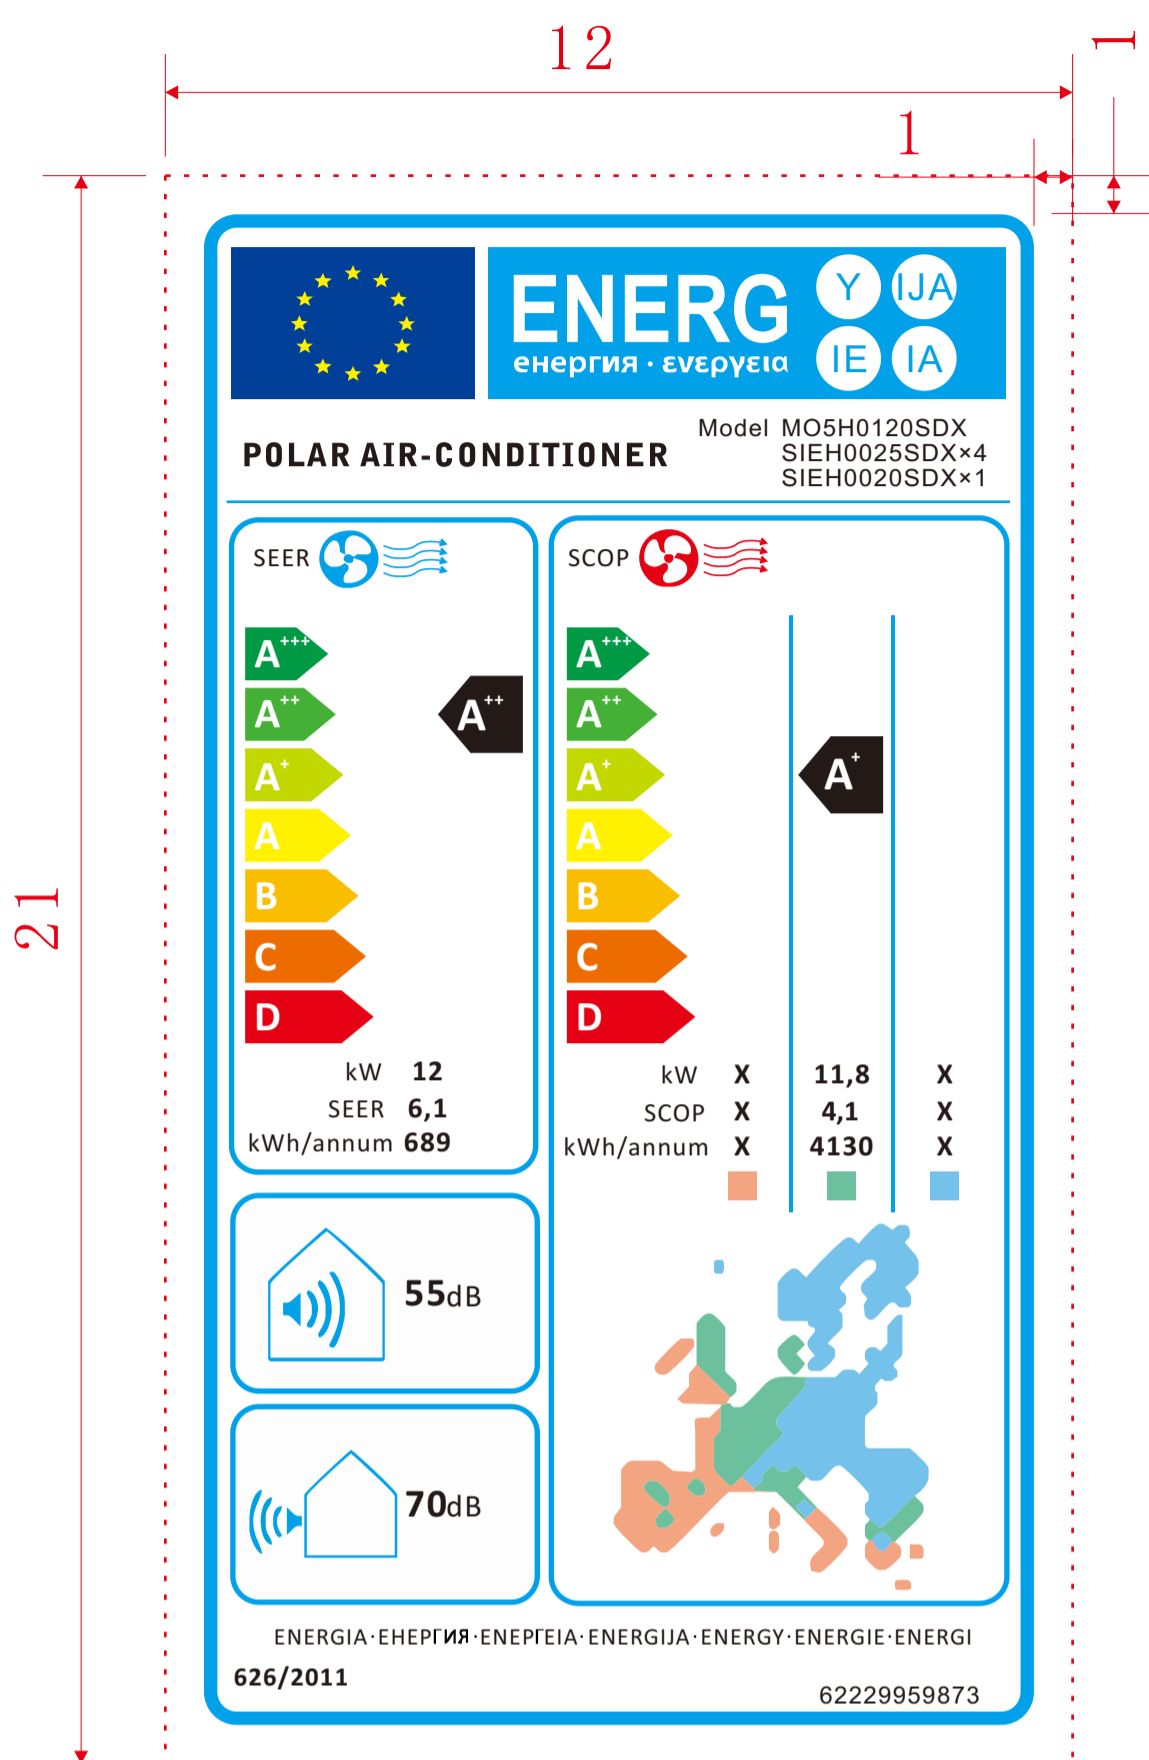 12
1
1
21
ENERG
енергия · ενεργεια
Y IJA
IE IA
POLAR AIR-CONDITIONER
Model MO5H0120SDX
SIEH0025SDX×4
SIEH0020SDX×1
SEER
A+++
A++
A+
A
B
C
D
A++
kW 12
SEER 6,1
kWh/annum 689
SCOP
A+++
A++
A+
A
B
C
D
A+
kW X 11,8 X
SCOP X 4,1 X
kWh/annum X 4130 X
55dB
70dB
ENERGIA·ЕНЕРГИЯ·ΕΝΕΡΓΕΙΑ·ENERGIJA·ENERGY·ENERGIE·ENERGI
626/2011
62229959873